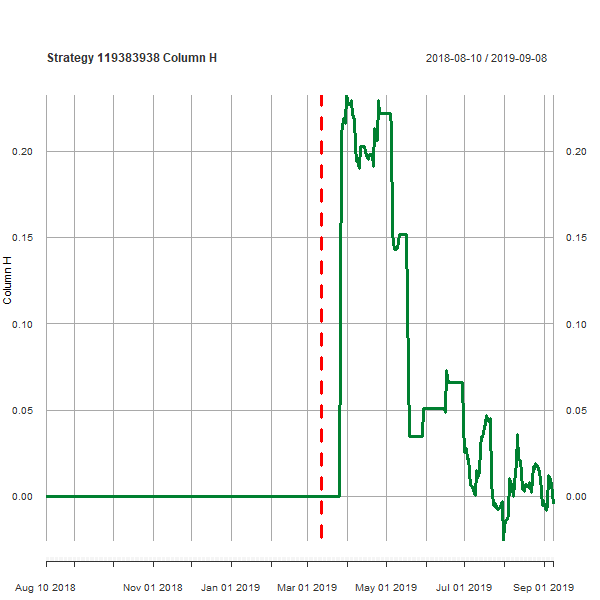 Strategy 119383938 Column H 2018-08-10 / 2019-09-08
0.20 0.20
0.15 0.15
Column H
0.10 0.10
0.05 0.05
0.00 0.00
Aug 10 2018 Nov 01 2018 Jan 01 2019 Mar 01 2019 May 01 2019 Jul 01 2019 Sep 01 2019